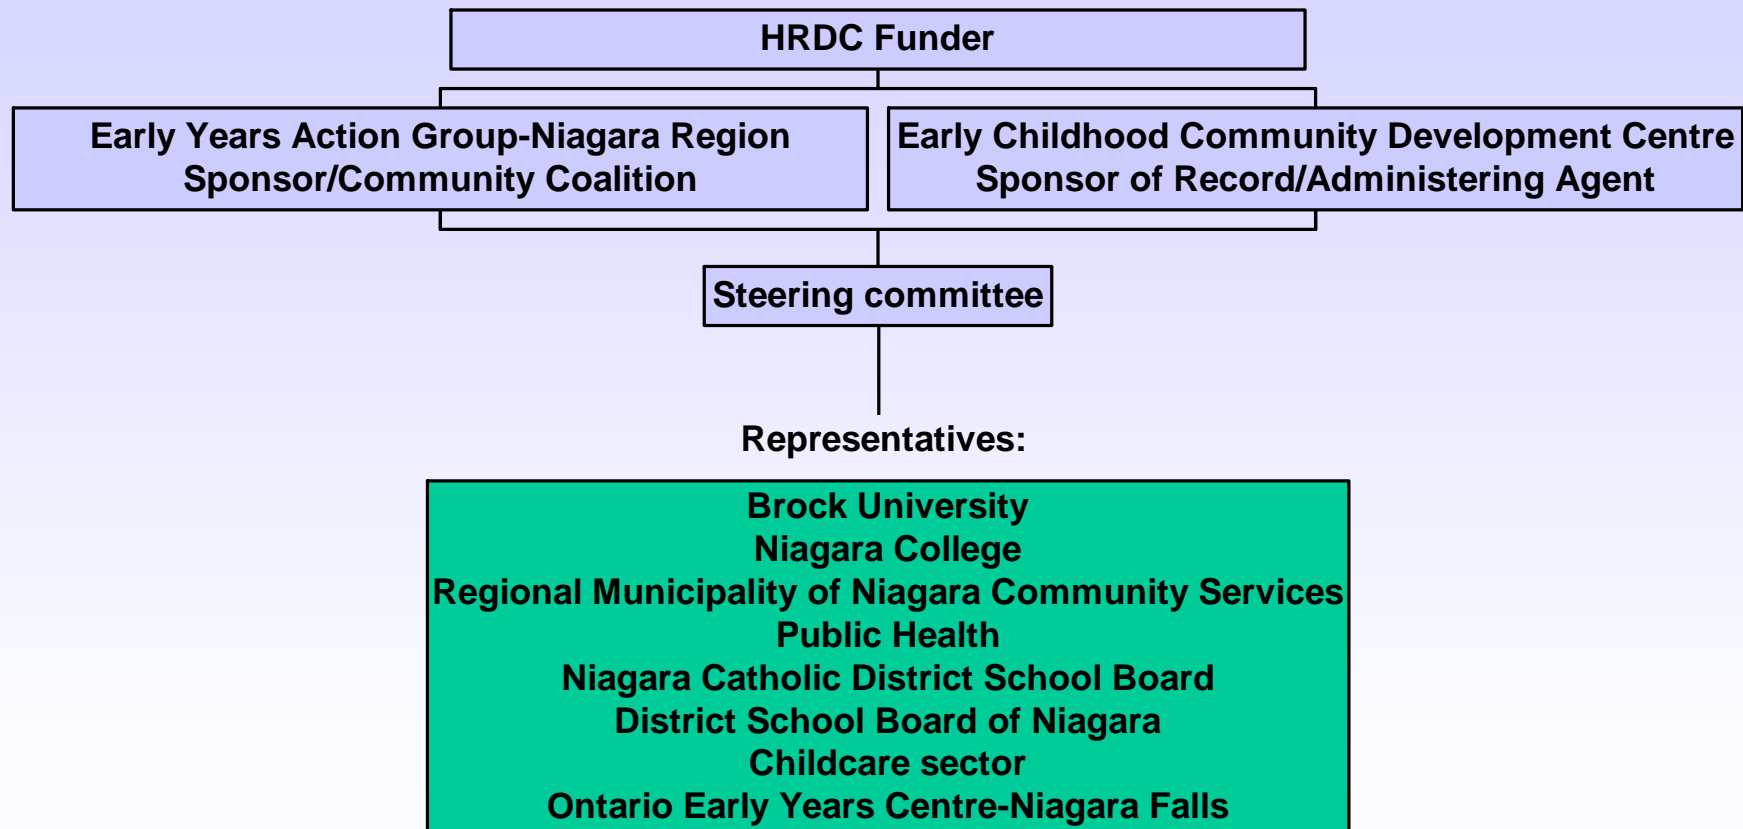 HRDC Funder
Early Years Action Group-Niagara Region
Sponsor/Community Coalition
Early Childhood Community Development Centre
Sponsor of Record/Administering Agent
Steering committee
Representatives:
Brock University
Niagara College
Regional Municipality of Niagara Community Services
Public Health
Niagara Catholic District School Board
District School Board of Niagara
Childcare sector
Ontario Early Years Centre-Niagara Falls